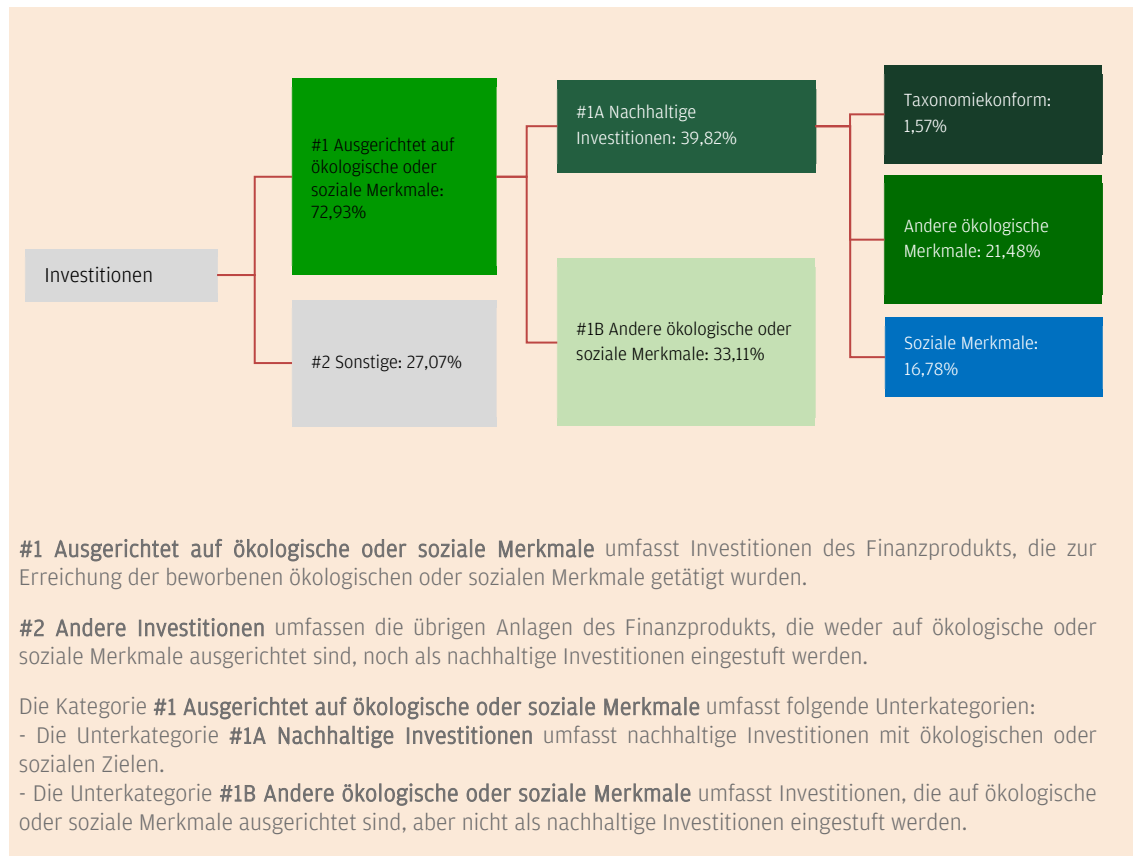 Investitionen
#1 Ausgerichtet auf
ökologische oder
soziale Merkmale:
72,93%
#2 Sonstige: 27,07%
#1A Nachhaltige
Investitionen: 39,82%
#1B Andere ökologische oder
soziale Merkmale: 33,11%
Taxonomiekonform:
1,57%
Andere ökologische
Merkmale: 21,48%
Soziale Merkmale:
16,78%
#1 Ausgerichtet auf ökologische oder soziale Merkmale umfasst Investitionen des Finanzprodukts, die zur
Erreichung der beworbenen ökologischen oder sozialen Merkmale getätigt wurden.
#2 Andere Investitionen umfassen die übrigen Anlagen des Finanzprodukts, die weder auf ökologische oder
soziale Merkmale ausgerichtet sind, noch als nachhaltige Investitionen eingestuft werden.
Die Kategorie #1 Ausgerichtet auf ökologische oder soziale Merkmale umfasst folgende Unterkategorien:
- Die Unterkategorie #1A Nachhaltige Investitionen umfasst nachhaltige Investitionen mit ökologischen oder
sozialen Zielen.
- Die Unterkategorie #1B Andere ökologische oder soziale Merkmale umfasst Investitionen, die auf ökologische
oder soziale Merkmale ausgerichtet sind, aber nicht als nachhaltige Investitionen eingestuft werden.